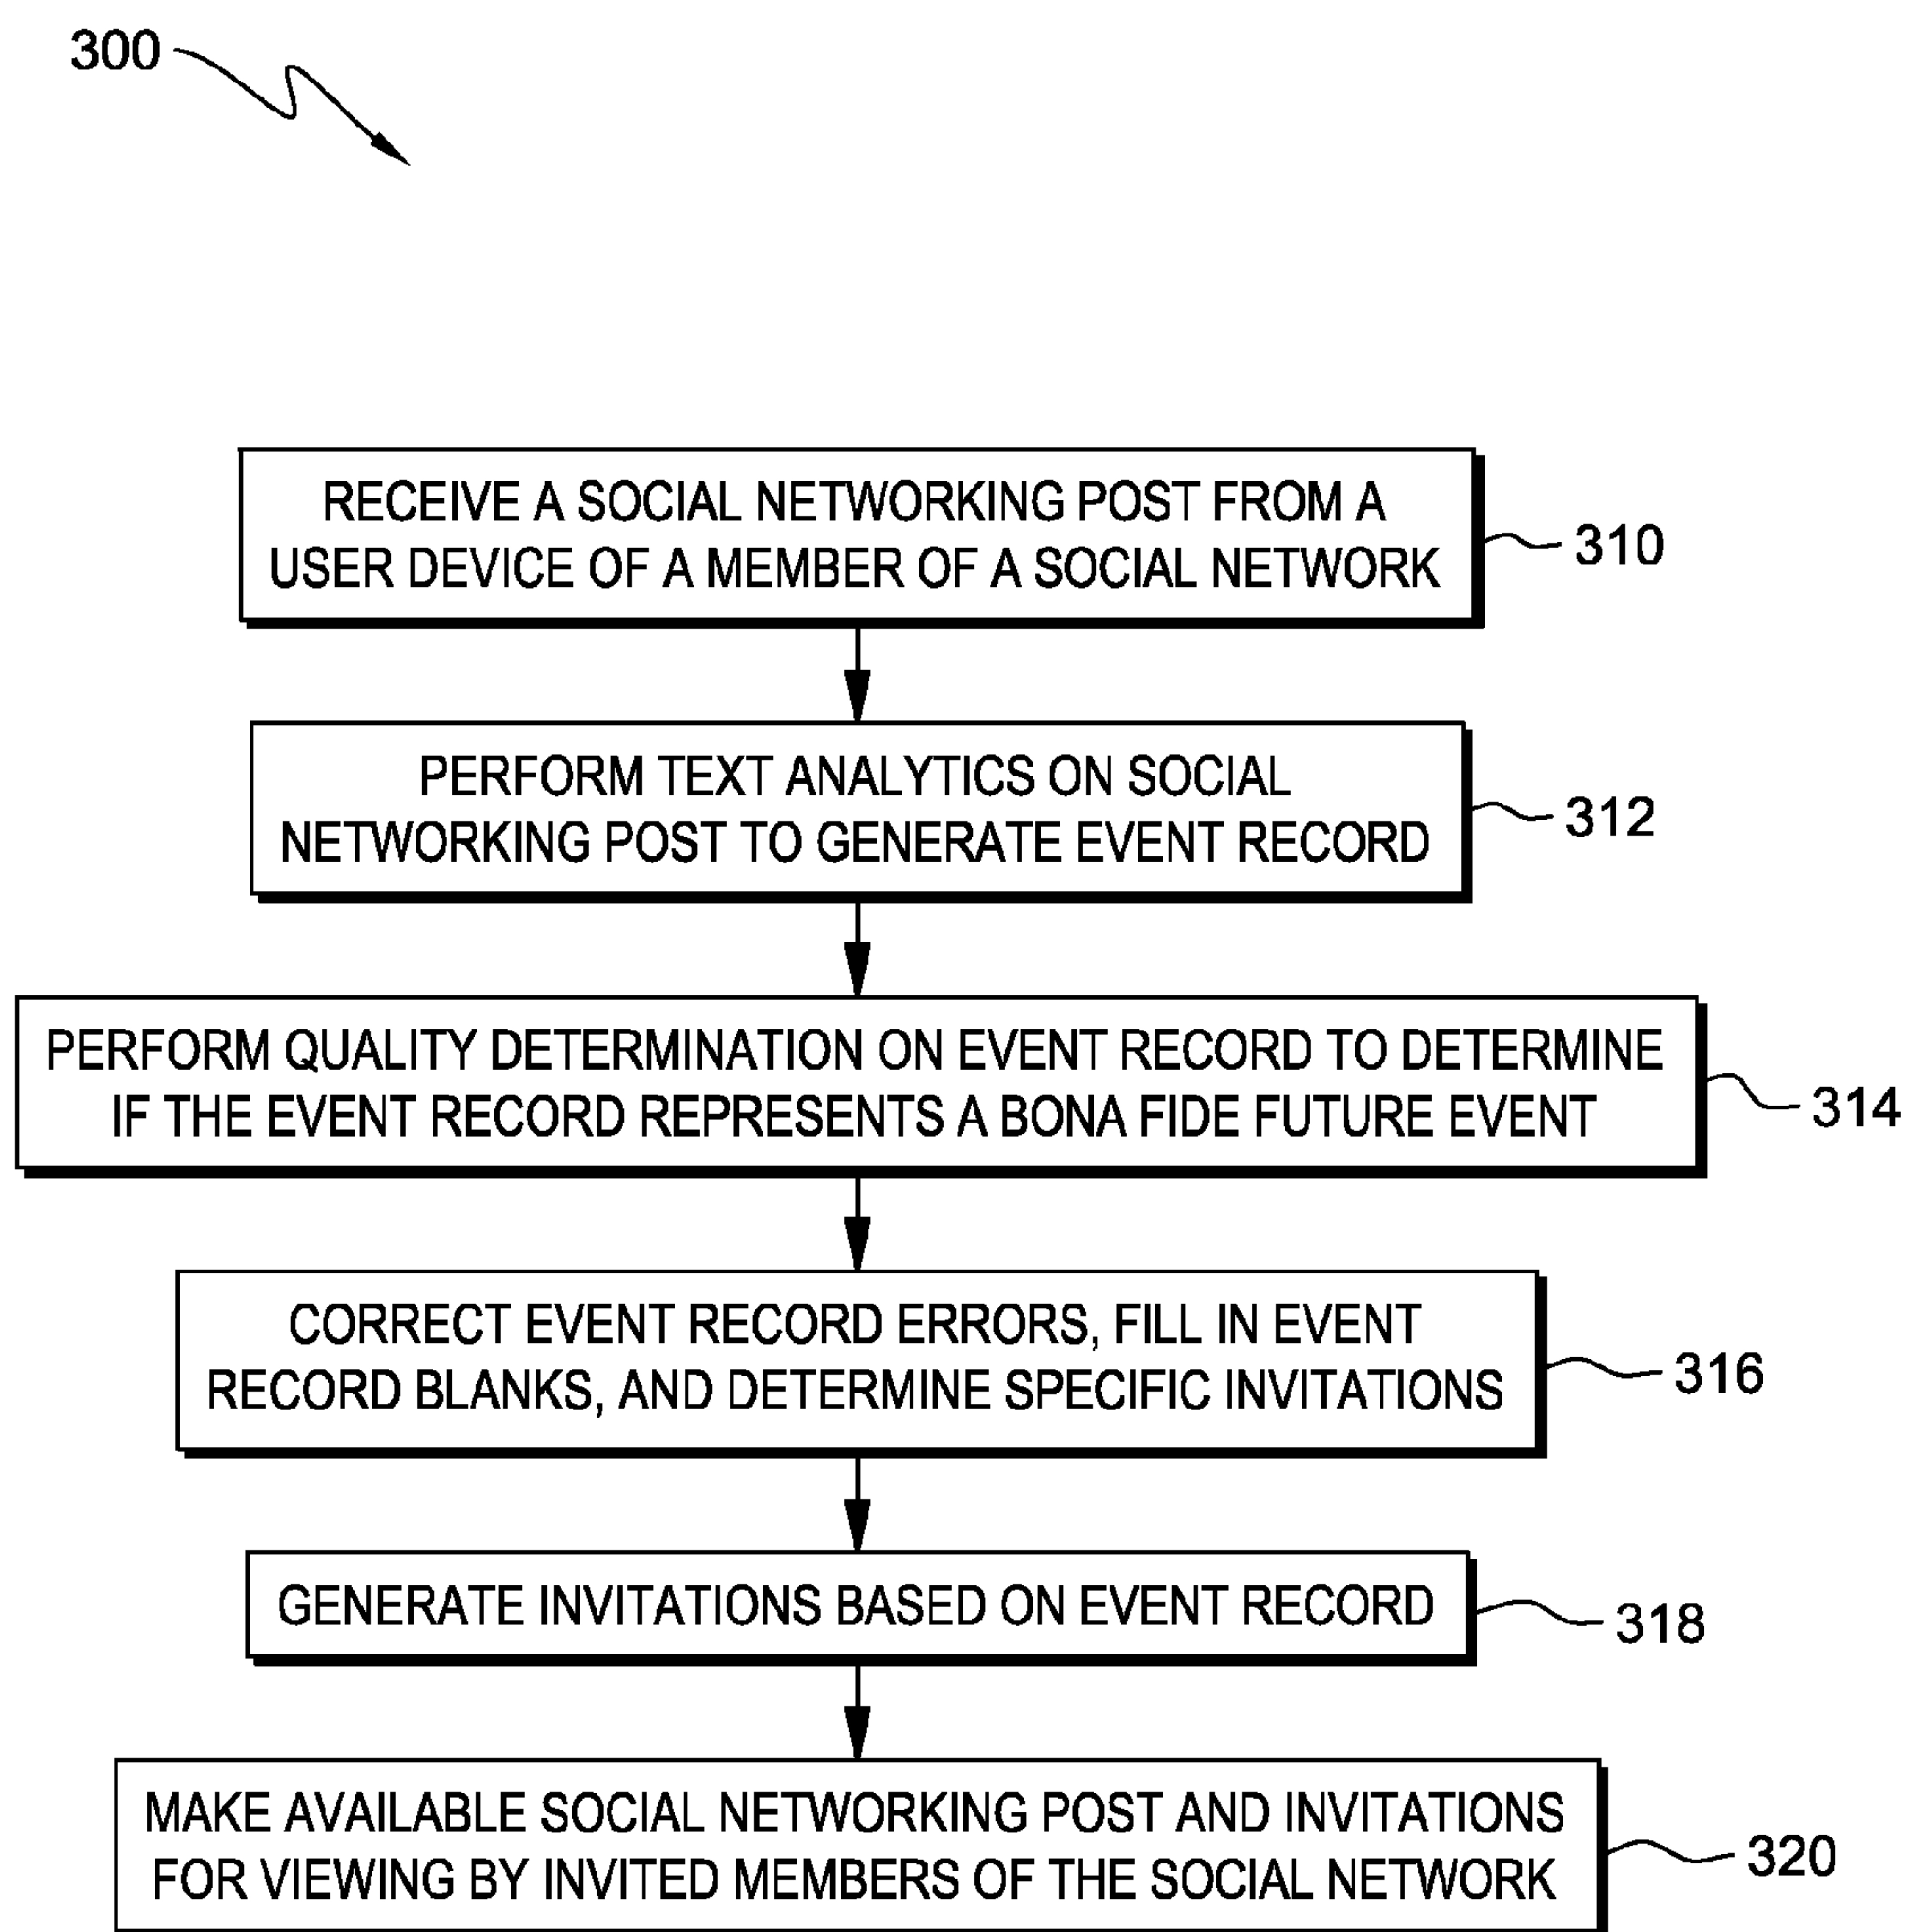 300
RECEIVE A SOCIAL NETWORKING POST FROM A
USER DEVICE OF A MEMBER OF A SOCIAL NETWORK
310
PERFORM TEXT ANALYTICS ON SOCIAL
NETWORKING POST TO GENERATE EVENT RECORD
312
PERFORM QUALITY DETERMINATION ON EVENT RECORD TO DETERMINE
IF THE EVENT RECORD REPRESENTS A BONA FIDE FUTURE EVENT
314
CORRECT EVENT RECORD ERRORS, FILL IN EVENT
RECORD BLANKS, AND DETERMINE SPECIFIC INVITATIONS
316
GENERATE INVITATIONS BASED ON EVENT RECORD
318
MAKE AVAILABLE SOCIAL NETWORKING POST AND INVITATIONS
FOR VIEWING BY INVITED MEMBERS OF THE SOCIAL NETWORK
320